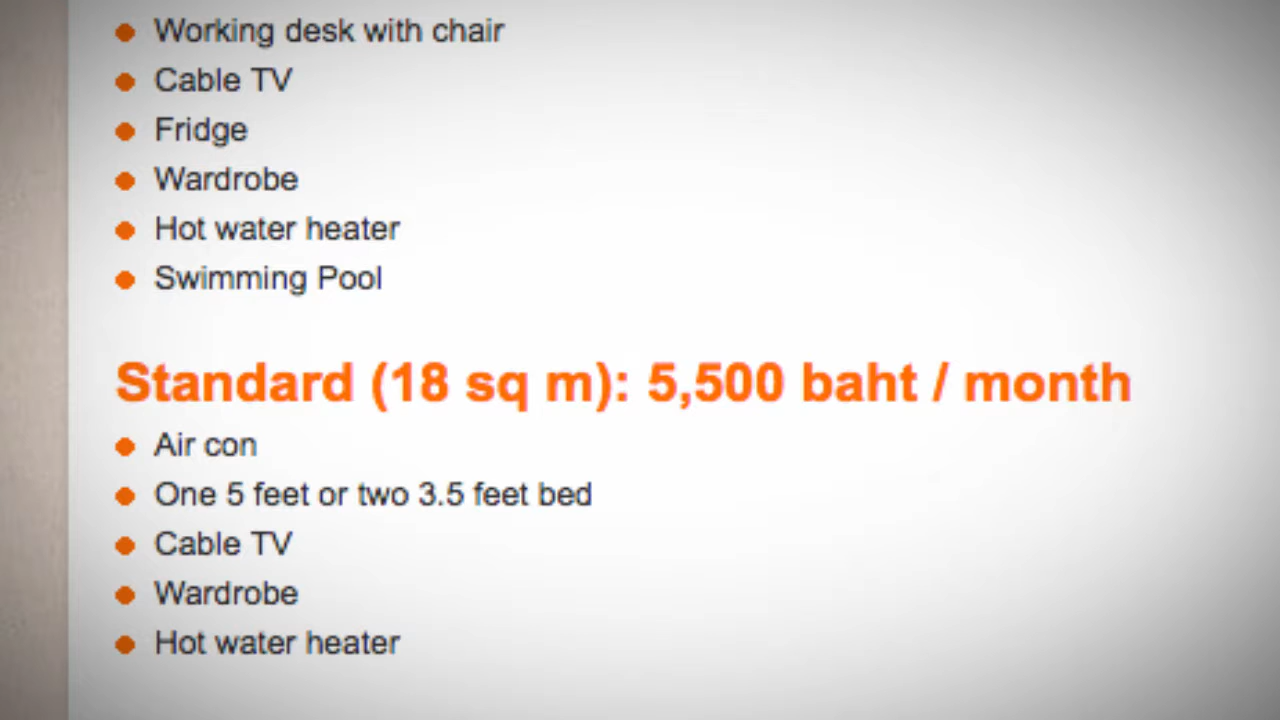 Working desk with chair
Cable TV
Fridge
Wardrobe
Hot water heater
Swimming Pool
Standard (18 sq m): 5,500 baht / month
Air con
One 5 feet or two 3.5 feet bed
Cable TV
Wardrobe
Hot water heater